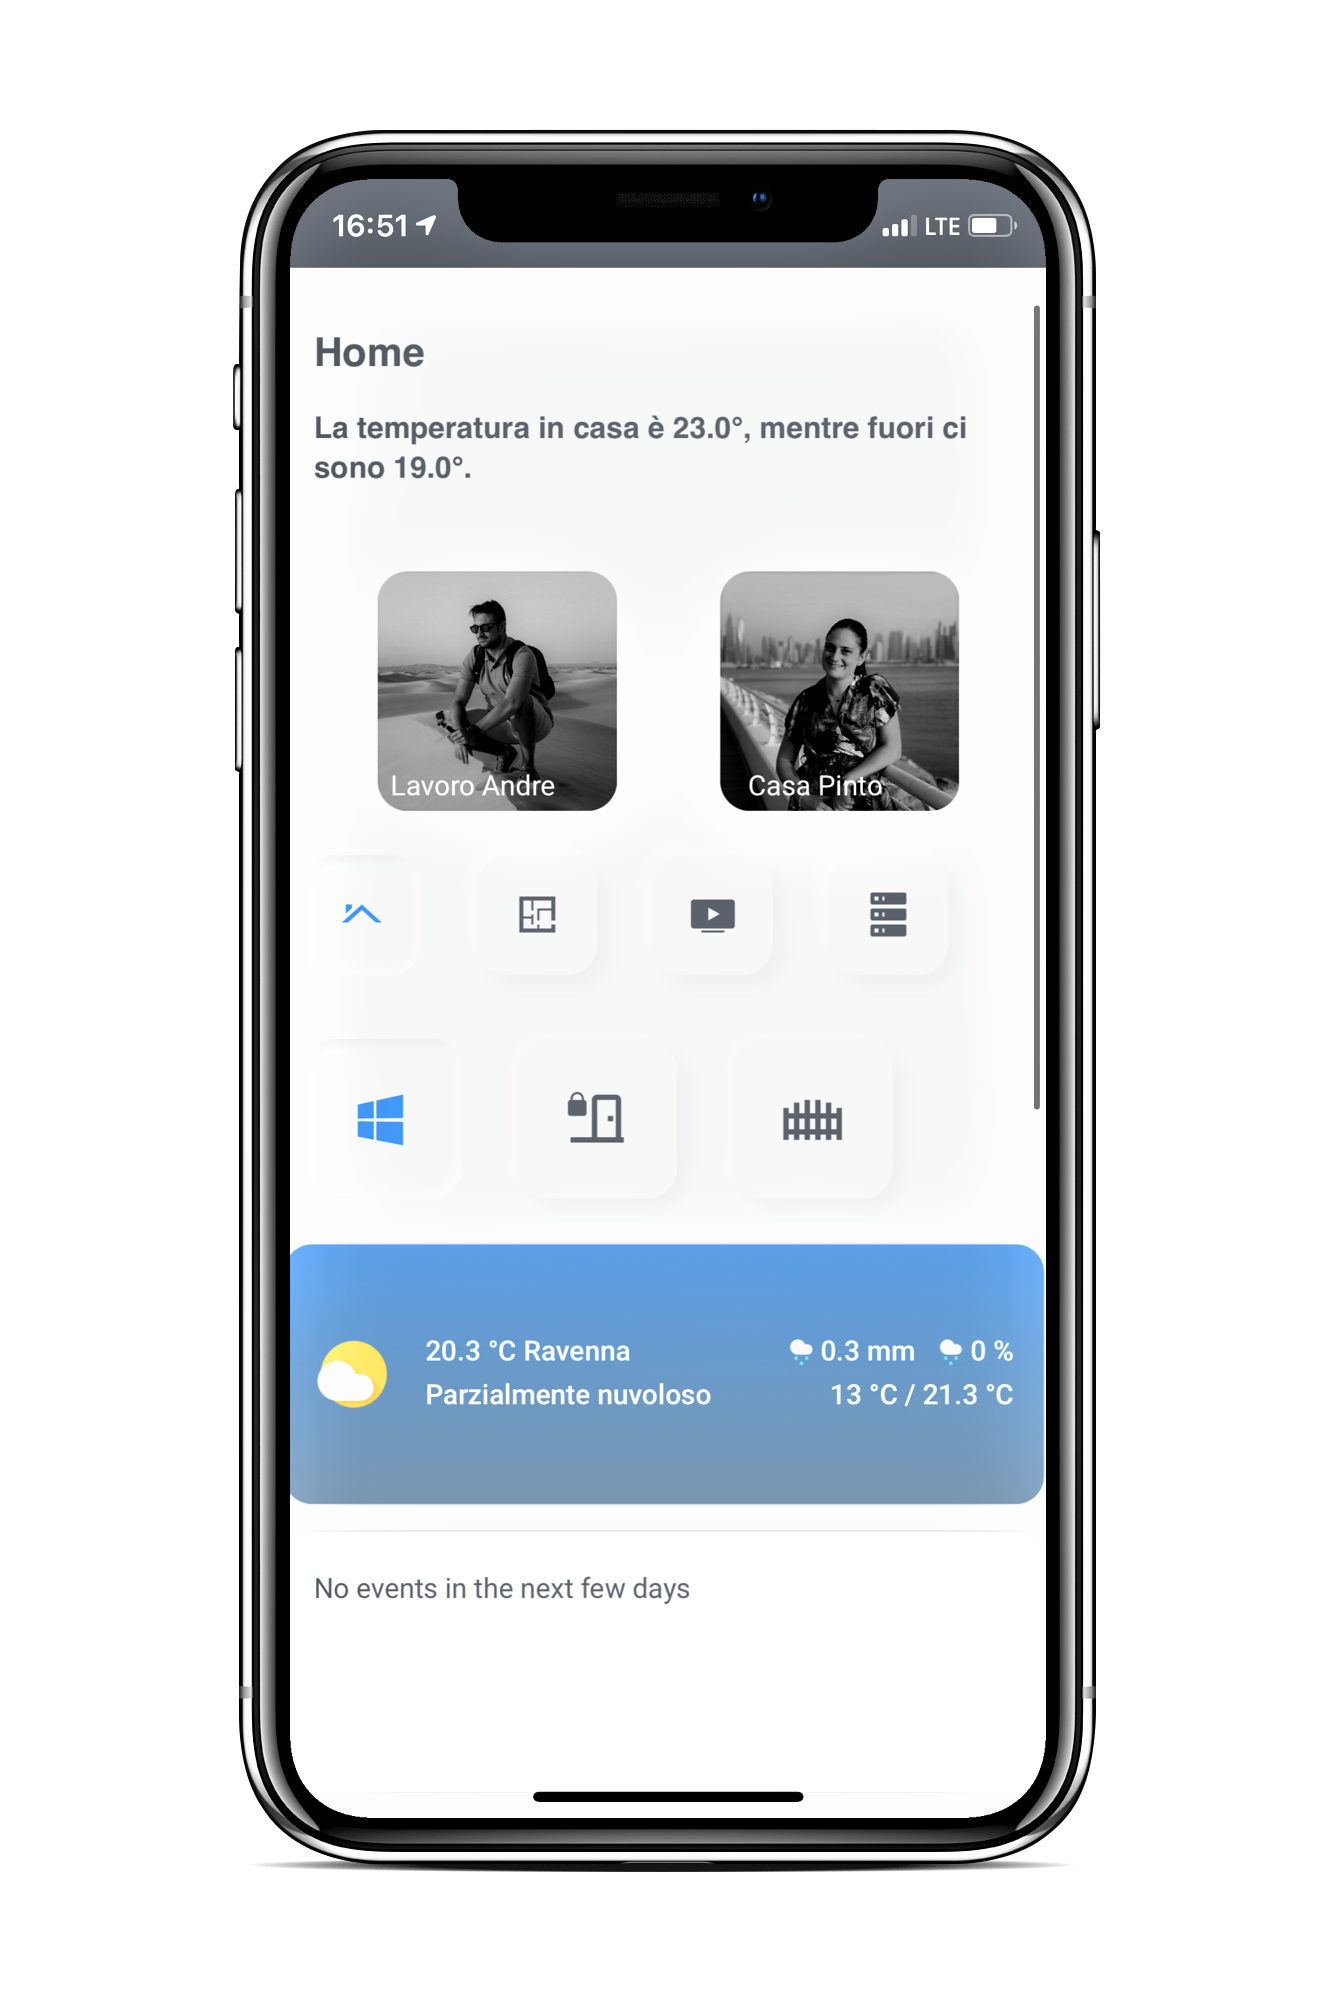 16:51
LTE
Home
La temperatura in casa è 23.0°, mentre fuori ci
sono 19.0°.
Lavoro Andre
Casa Pinto
20.3 °C Ravenna
0.3 mm
0 %
Parzialmente nuvoloso
13 °C / 21.3 °C
No events in the next few days